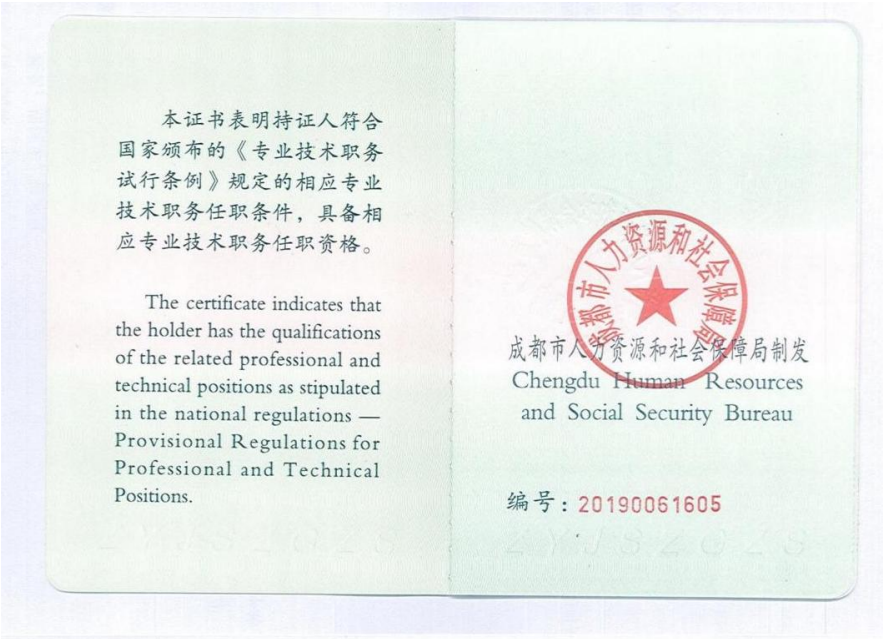 本证书表明持证人符合
国家颁布的《专业技术职务
试行条例》规定的相应专业
技术职务任职条件，具备相
应专业技术职务任职资格。
The certificate indicates that
the holder has the qualifications
of the related professional and
technical positions as stipulated
in the national regulations —
Provisional Regulations for
Professional and Technical
Positions.
成都市人力资源和社会保障局
成都市人力资源和社会保障局制发
Chengdu Human Resources
and Social Security Bureau
编号：20190061605